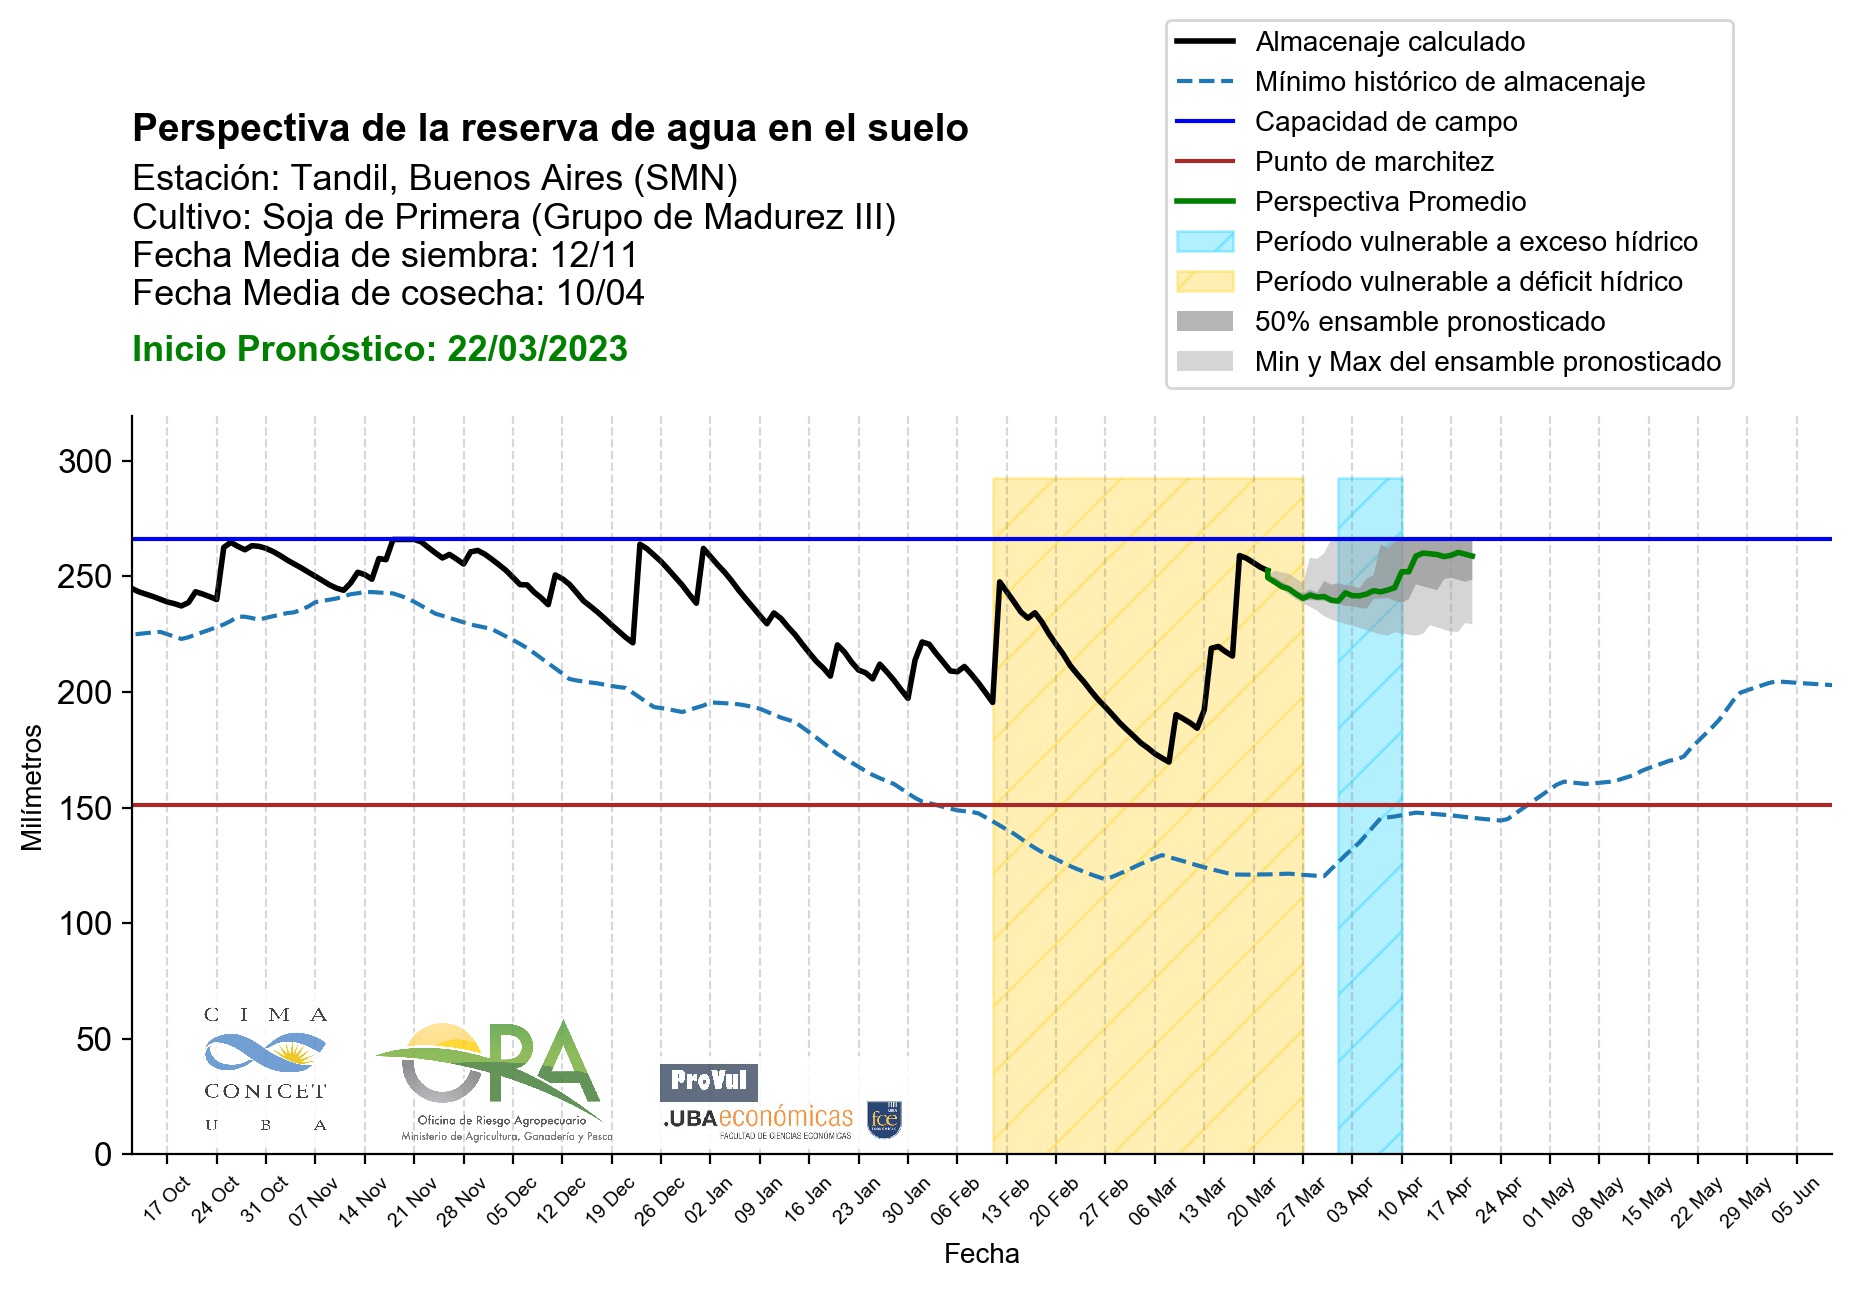 Almacenaje calculado
Mínimo histórico de almacenaje
Capacidad de campo
Punto de marchitez
Perspectiva Promedio
Período vulnerable a exceso hídrico
Período vulnerable a déficit hídrico
50% ensamble pronosticado
Min y Max del ensamble pronosticado
Perspectiva de la reserva de agua en el suelo
Estación: Tandil, Buenos Aires (SMN)
Cultivo: Soja de Primera (Grupo de Madurez III)
Fecha Media de siembra: 12/11
Fecha Media de cosecha: 10/04
Inicio Pronóstico: 22/03/2023
300
250
200
150
100
50
0
Milímetros
C I M A
CONICET
U B A
ORA
Oficina de Riesgo Agropecuario
Ministerio de Agricultura, Ganadería y Pesca
ProVul
.UBAeconómicas
FACULTAD DE CIENCIAS ECONÓMICAS
fce
17 Oct
24 Oct
31 Oct
07 Nov
14 Nov
21 Nov
28 Nov
05 Dec
12 Dec
19 Dec
26 Dec
02 Jan
09 Jan
16 Jan
23 Jan
30 Jan
06 Feb
13 Feb
20 Feb
27 Feb
06 Mar
13 Mar
20 Mar
27 Mar
03 Apr
10 Apr
17 Apr
24 Apr
01 May
08 May
15 May
22 May
29 May
05 Jun
Fecha